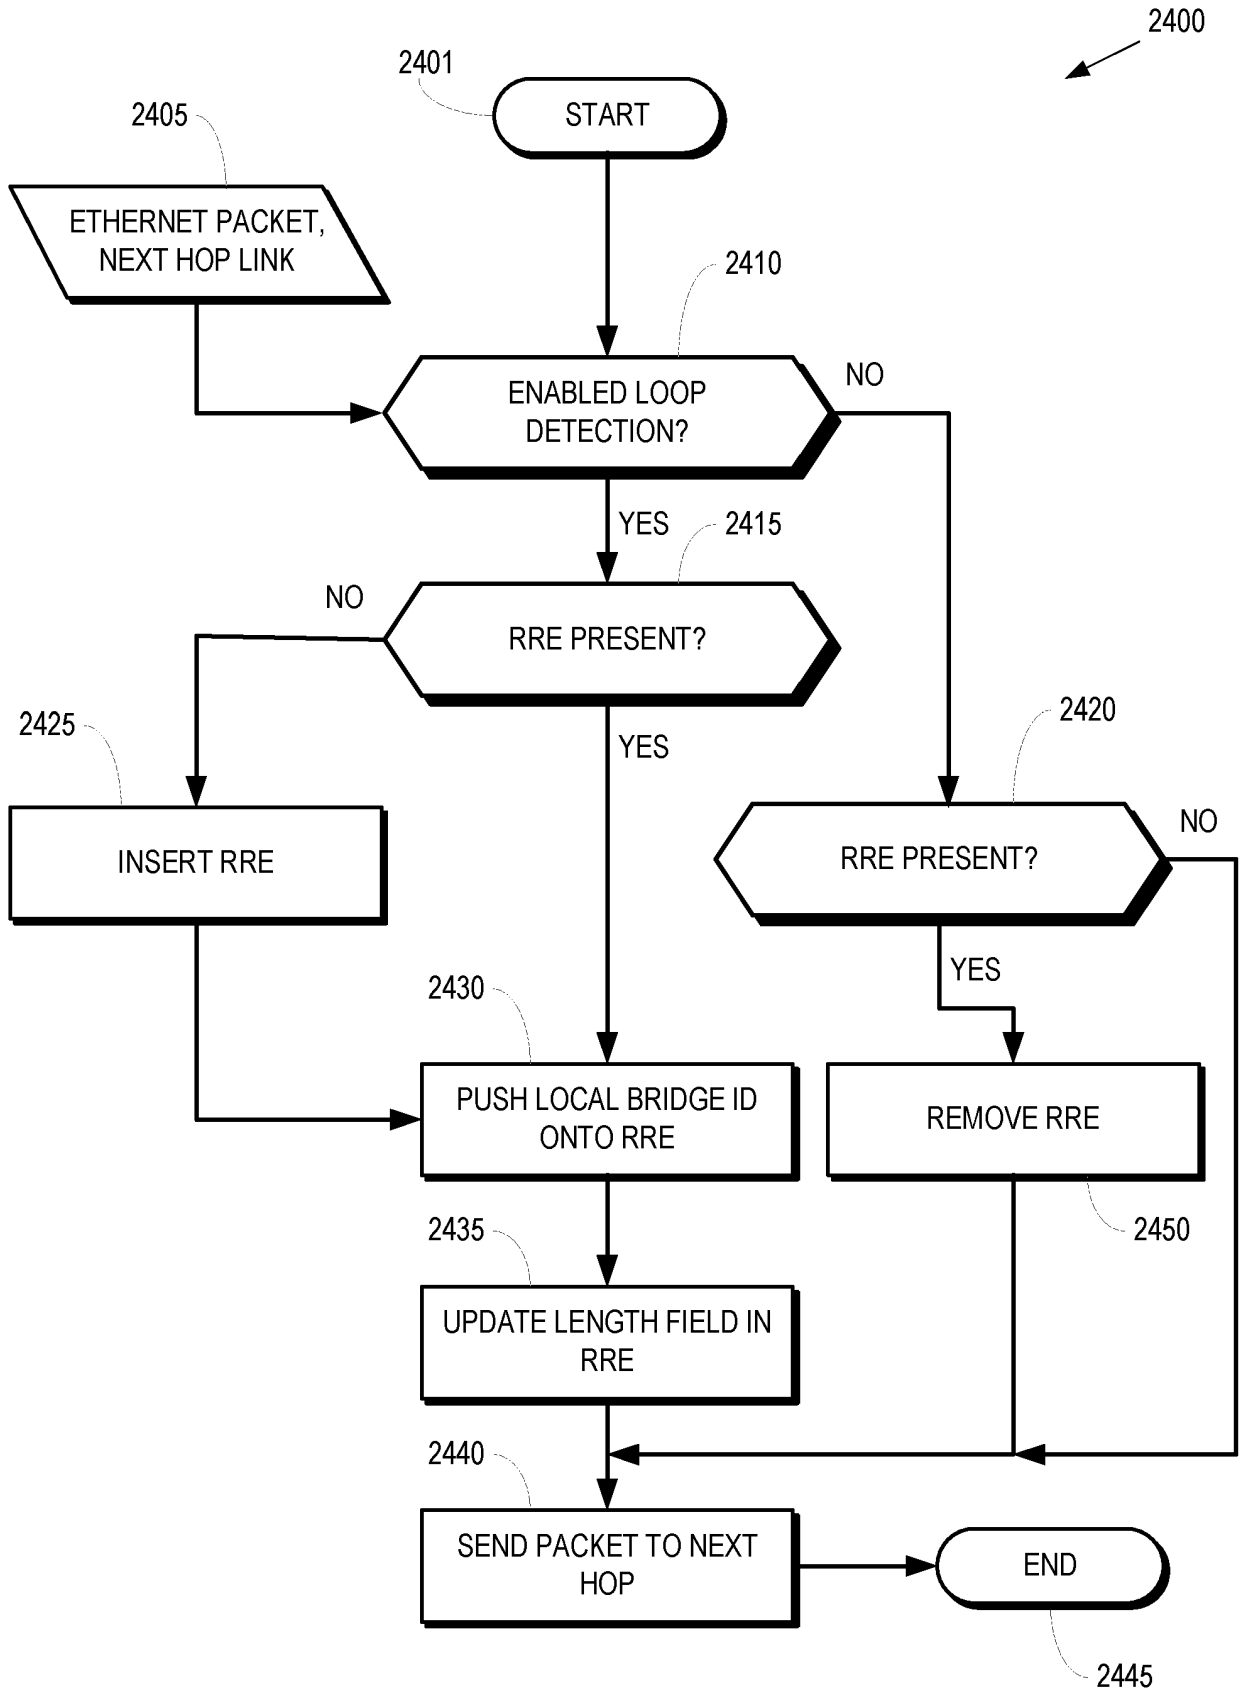 2400
2401
START
2405
ETHERNET PACKET,
NEXT HOP LINK
2410
ENABLED LOOP
DETECTION?
NO
YES
2415
NO
RRE PRESENT?
2425
YES
2420
INSERT RRE
RRE PRESENT?
NO
YES
2430
PUSH LOCAL BRIDGE ID
ONTO RRE
REMOVE RRE
2435
2450
UPDATE LENGTH FIELD IN
RRE
2440
SEND PACKET TO NEXT
HOP
END
2445